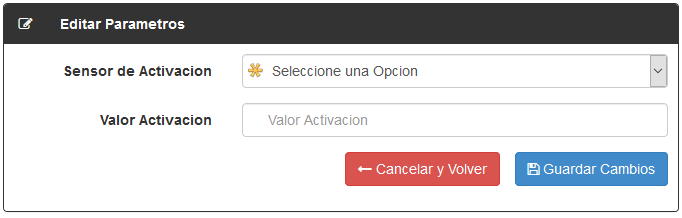 Editar Parametros
Sensor de Activacion
Seleccione una Opcion
Valor Activacion
Valor Activacion
Cancelar y Volver
Guardar Cambios